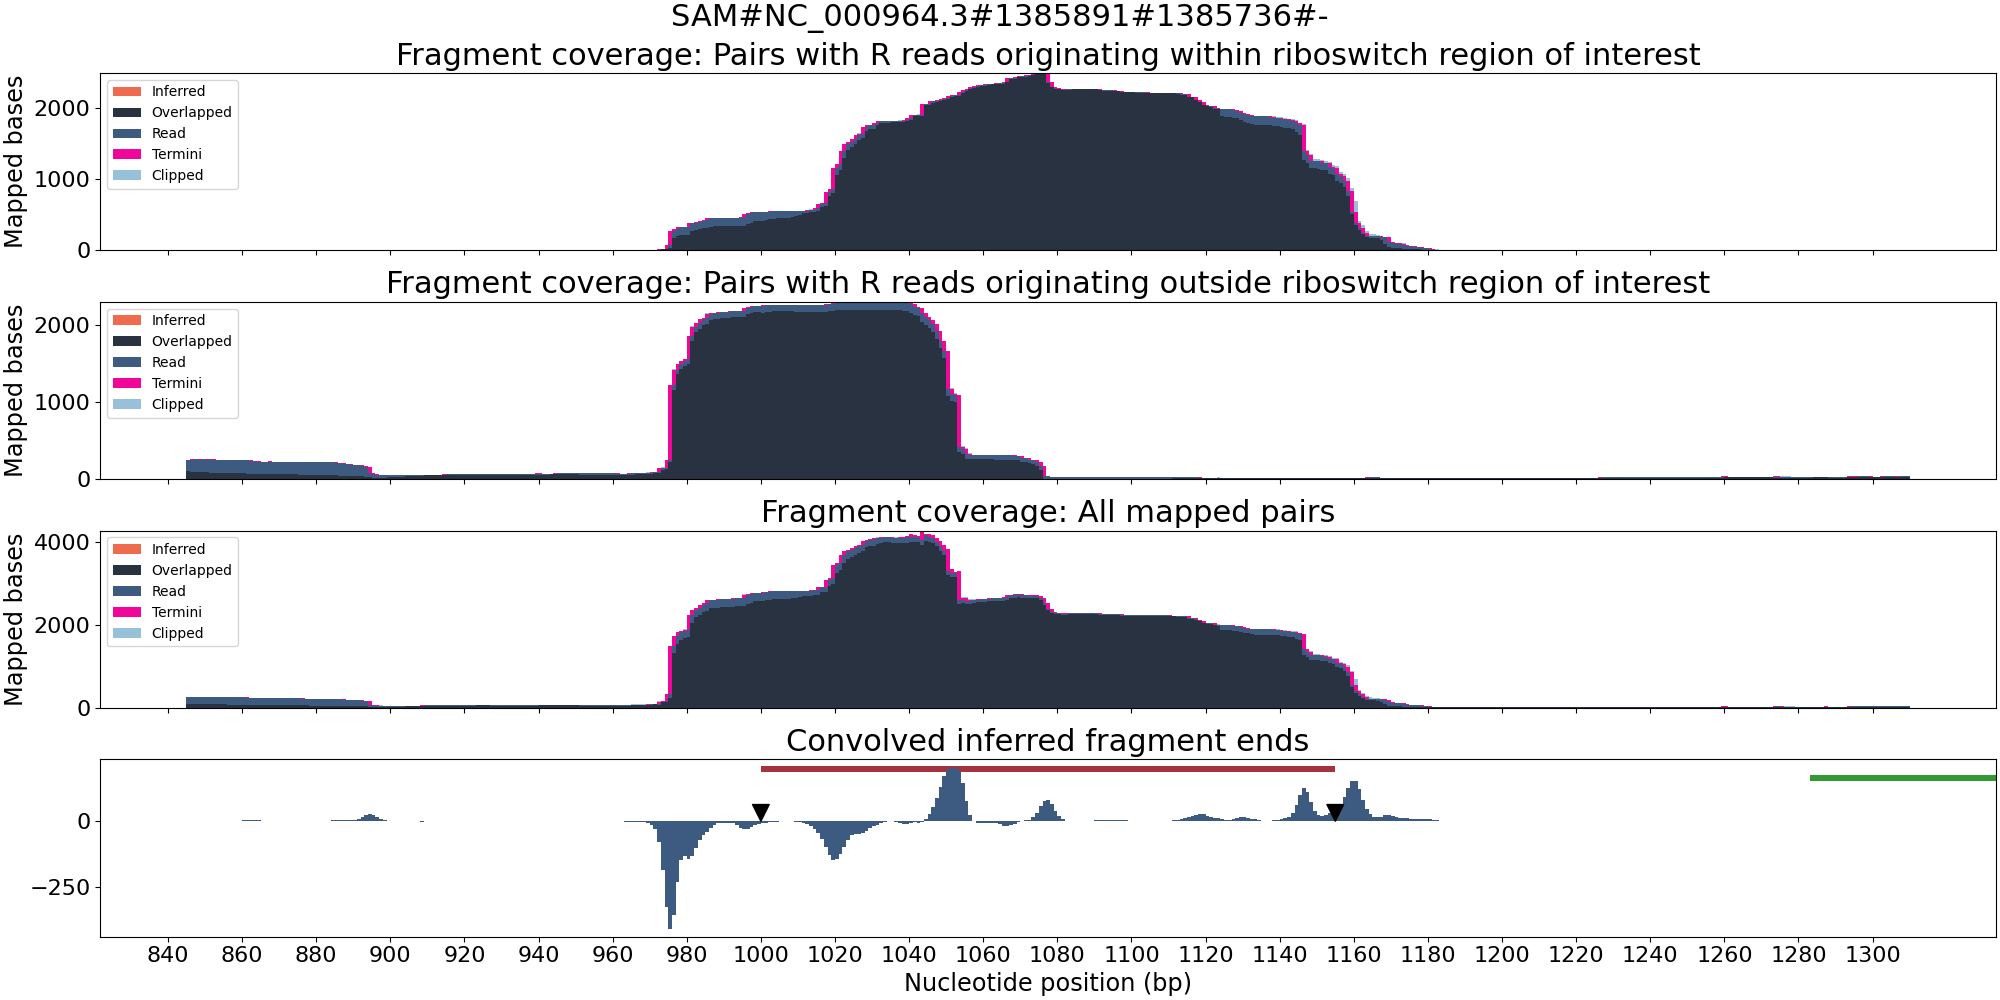 SAM#NC_000964.3#1385891#1385736#-
Fragment coverage: Pairs with R reads originating within riboswitch region of interest
Mapped bases
2000
1000
0
Inferred
Overlapped
Read
Termini
Clipped
Fragment coverage: Pairs with R reads originating outside riboswitch region of interest
Mapped bases
2000
1000
0
Inferred
Overlapped
Read
Termini
Clipped
Fragment coverage: All mapped pairs
Mapped bases
4000
2000
0
Inferred
Overlapped
Read
Termini
Clipped
Convolved inferred fragment ends
0
−250
840 860 880 900 920 940 960 980 1000 1020 1040 1060 1080 1100 1120 1140 1160 1180 1200 1220 1240 1260 1280 1300
Nucleotide position (bp)